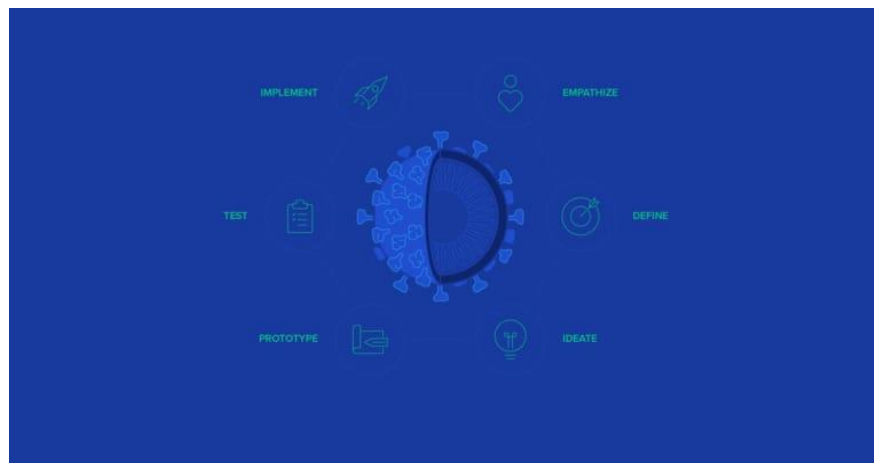 IMPLEMENT
EMPATHIZE
TEST
DEFINE
PROTOTYPE
IDEATE